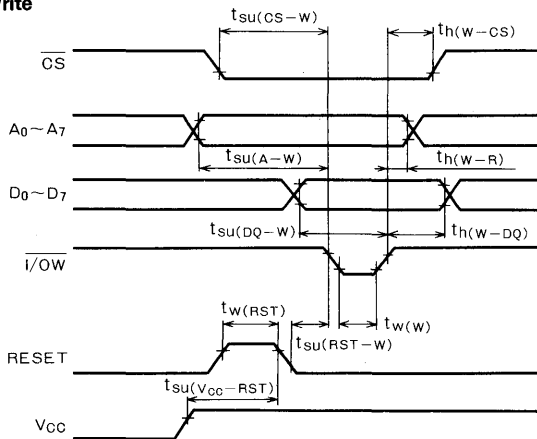 Write
tsu(CS-W)
th(W-CS)
CS
A0~A7
tsu(A-W)
th(W-R)
D0~D7
tsu(DQ-W)
th(W-DQ)
i/OW
tw(RST)
tw(W)
tsu(RST-W)
RESET
tsu(VCC-RST)
VCC